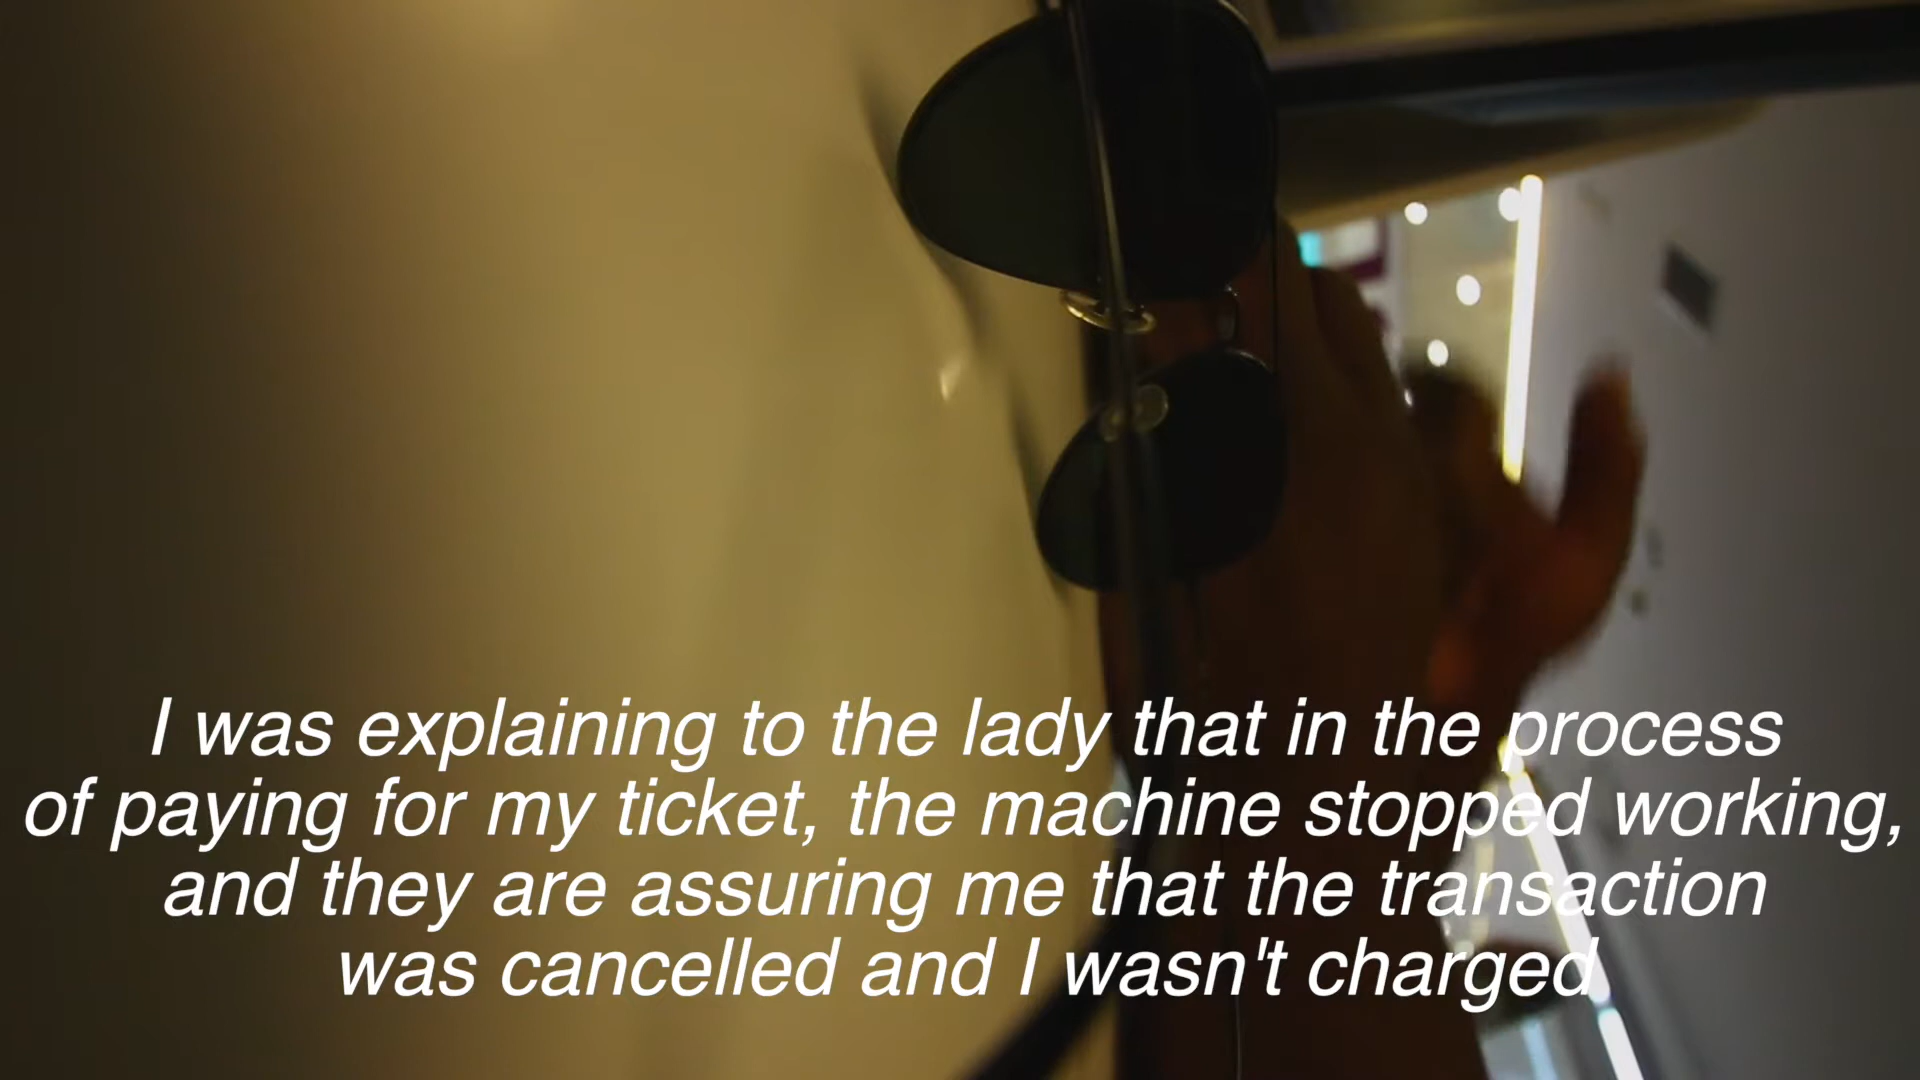 I was explaining to the lady that in the process
of paying for my ticket, the machine stopped working,
and they are assuring me that the transaction
was cancelled and I wasn't charged